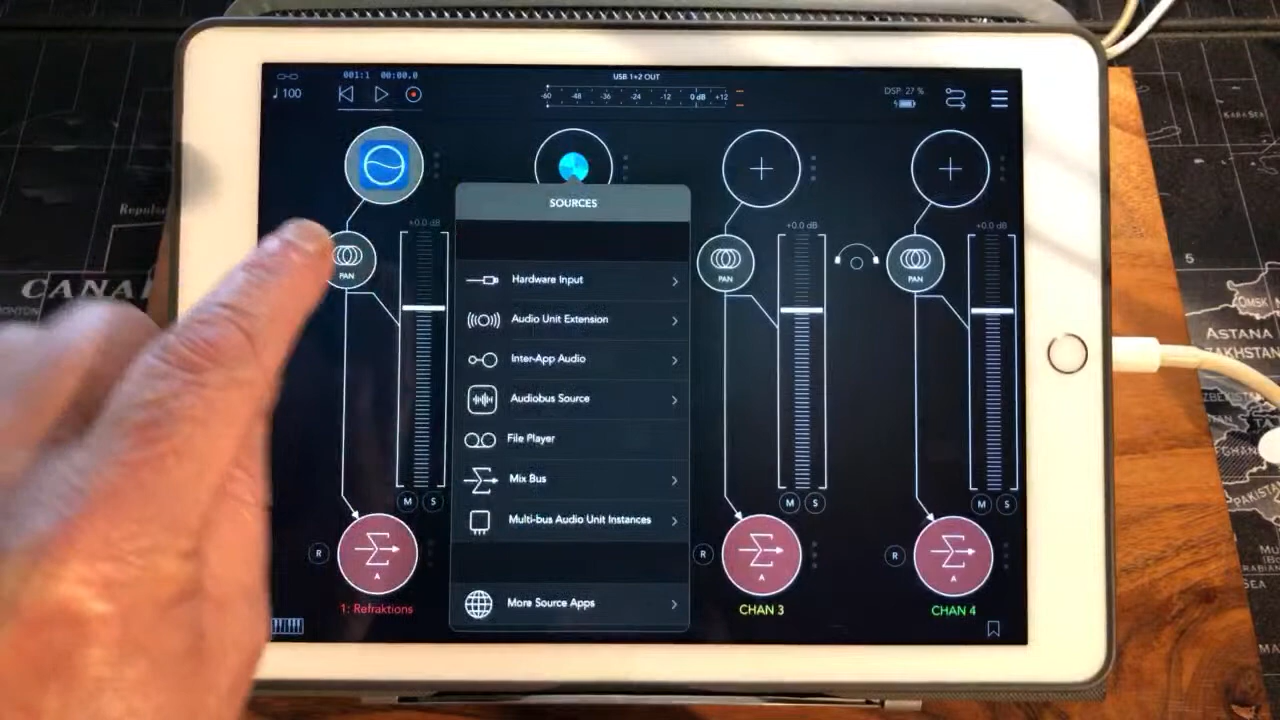 001:1 00:00.0
♩ 100
USB 1+2 OUT
-60 -48 -36 -24 -12 0 dB +12
DSP: 27 %
SOURCES
+0.0 dB
+0.0 dB
+0.0 dB
PAN
PAN
PAN
Hardware Input
Audio Unit Extension
Inter-App Audio
Audiobus Source
File Player
Mix Bus
Multi-bus Audio Unit Instances
More Source Apps
M S
M S
M S
R
A
R
A
R
A
1: Refraktions
CHAN 3
CHAN 4
CANA
Repulse
5
OMSK
ASTANA